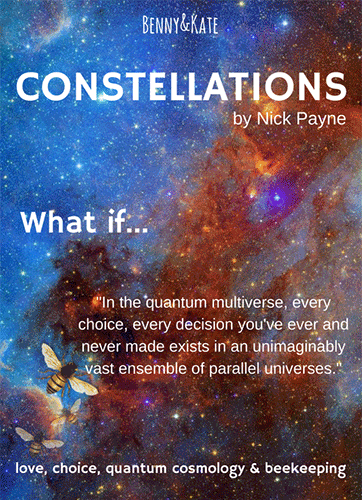 BENNY&KATE
CONSTELLATIONS
by Nick Payne
What if...
"In the quantum multiverse, every
choice, every decision you've ever and
never made exists in an unimaginably
vast ensemble of parallel universes."
love, choice, quantum cosmology & beekeeping